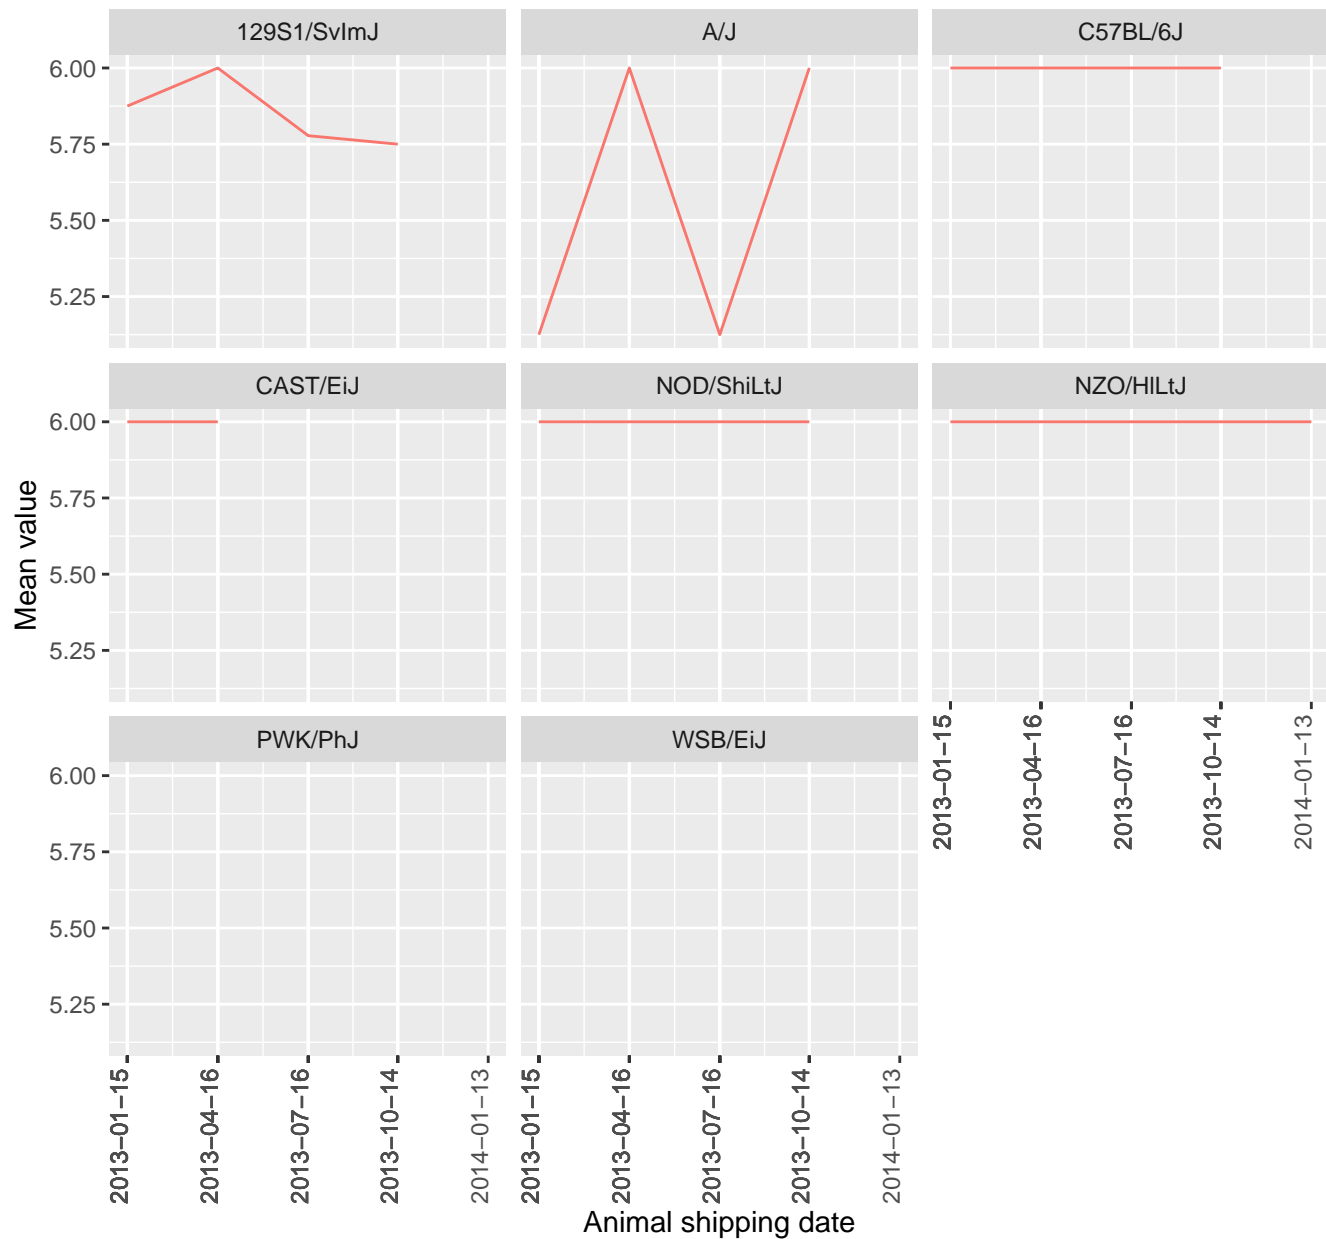 129S1/SvImJ
A/J
C57BL/6J
6.00
5.75
5.50
5.25
CAST/EiJ
NOD/ShiLtJ
NZO/HlLtJ
6.00
5.75
5.50
5.25
Mean value
PWK/PhJ
WSB/EiJ
2013−01−15
2013−04−16
2013−07−16
2013−10−14
2014−01−13
6.00
5.75
5.50
5.25
2013−01−15
2013−04−16
2013−07−16
2013−10−14
2014−01−13
2013−01−15
2013−04−16
2013−07−16
2013−10−14
2014−01−13
Animal shipping date